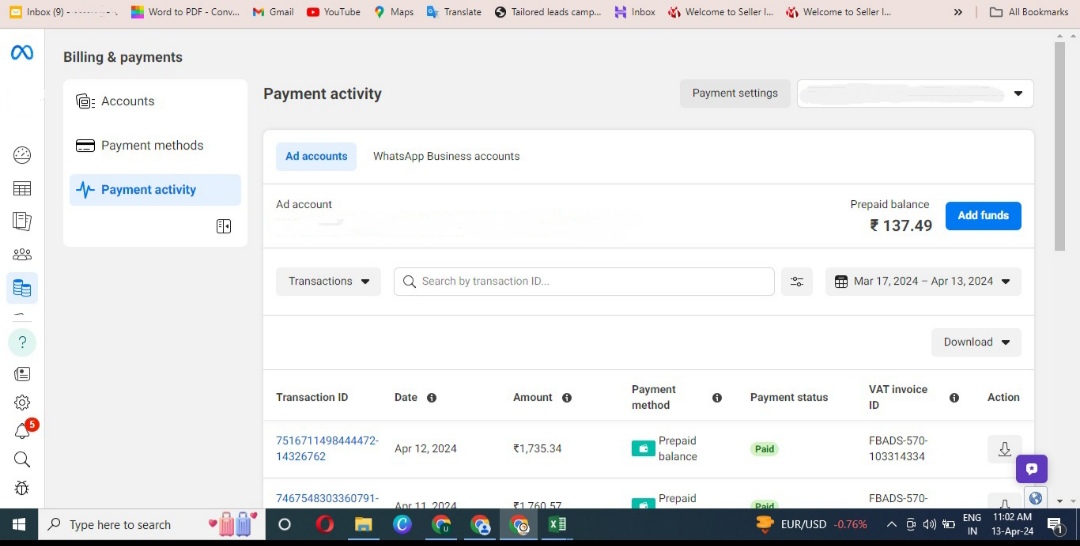 Inbox (9) -
Word to PDF - Conv...
Gmail
YouTube
Maps
Translate
Tailored leads camp...
Inbox
Welcome to Seller I...
Welcome to Seller I...
»
All Bookmarks
Billing & payments
Accounts
Payment methods
Payment activity
Payment activity
Payment settings
Ad accounts
WhatsApp Business accounts
Ad account
Prepaid balance
₹ 137.49
Add funds
Transactions
Search by transaction ID...
Mar 17, 2024 – Apr 13, 2024
Download
Transaction ID
Date
Amount
Payment
method
Payment status
VAT invoice
ID
Action
7516711498444472-
14326762
Apr 12, 2024
₹1,735.34
Prepaid
balance
Paid
FBADS-570-
103314334
7467548303360791-
Apr 11, 2024
₹1,760.57
Prepaid
Paid
FBADS-570-
?
5
Type here to search
EUR/USD -0.76%
ENG
IN
11:02 AM
13-Apr-24
1